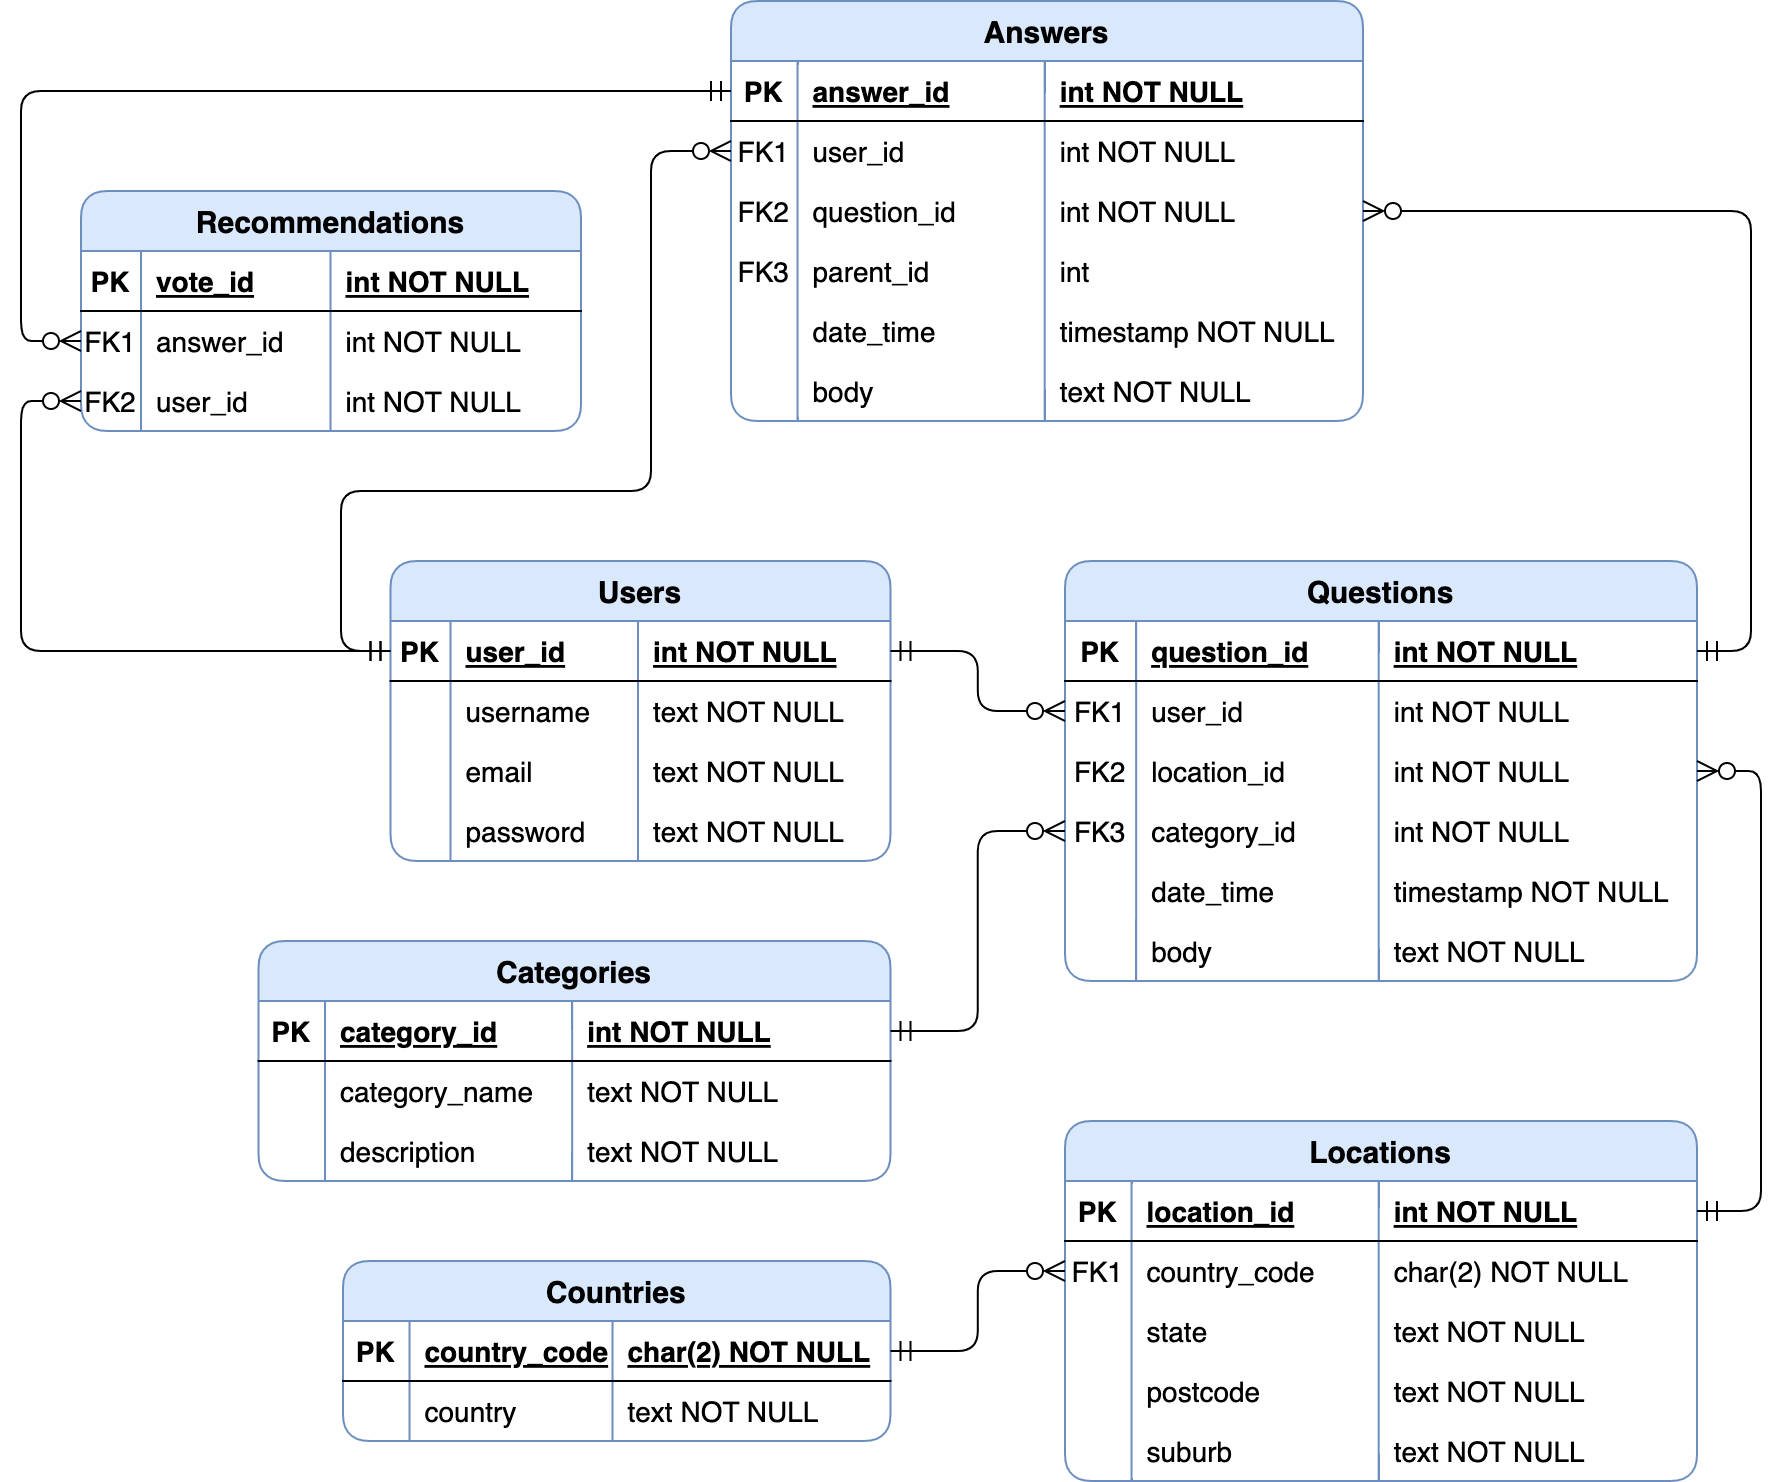 Answers
PK answer_id int NOT NULL
FK1 user_id int NOT NULL
FK2 question_id int NOT NULL
FK3 parent_id int
date_time timestamp NOT NULL
body text NOT NULL
Recommendations
PK vote_id int NOT NULL
FK1 answer_id int NOT NULL
FK2 user_id int NOT NULL
Users
PK user_id int NOT NULL
username text NOT NULL
email text NOT NULL
password text NOT NULL
Questions
PK question_id int NOT NULL
FK1 user_id int NOT NULL
FK2 location_id int NOT NULL
FK3 category_id int NOT NULL
date_time timestamp NOT NULL
body text NOT NULL
Categories
PK category_id int NOT NULL
category_name text NOT NULL
description text NOT NULL
Locations
PK location_id int NOT NULL
FK1 country_code char(2) NOT NULL
state text NOT NULL
postcode text NOT NULL
suburb text NOT NULL
Countries
PK country_code char(2) NOT NULL
country text NOT NULL